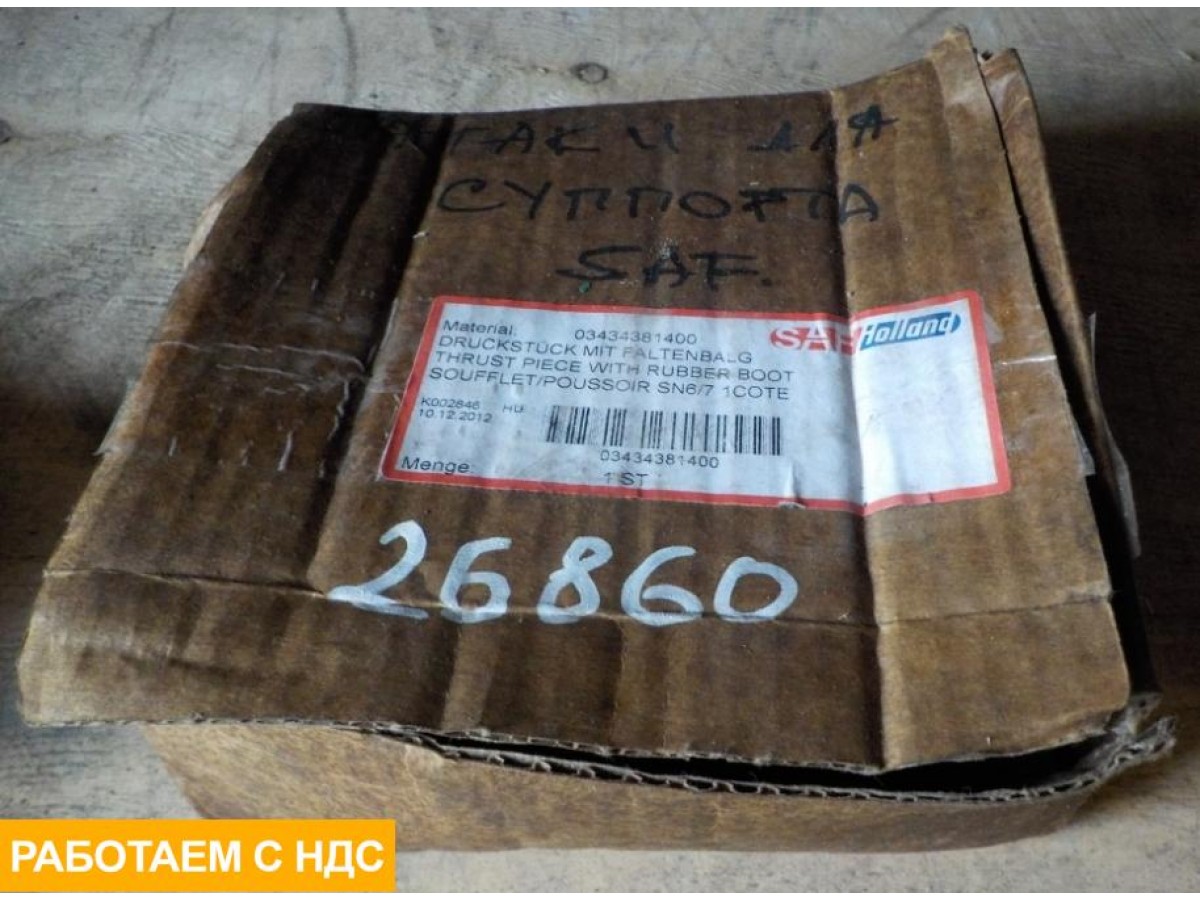 ДЛЯ
СУППОРТА
SAF.
Material: 03434381400
SAF Holland
DRUCKSTÜCK MIT FALTENBALG
THRUST PIECE WITH RUBBER BOOT
SOUFFLET/POUSSOIR SN6/7 1COTE
K002846 HU
10.12.2012
03434381400
Menge: 1 ST
26860
РАБОТАЕМ С НДС